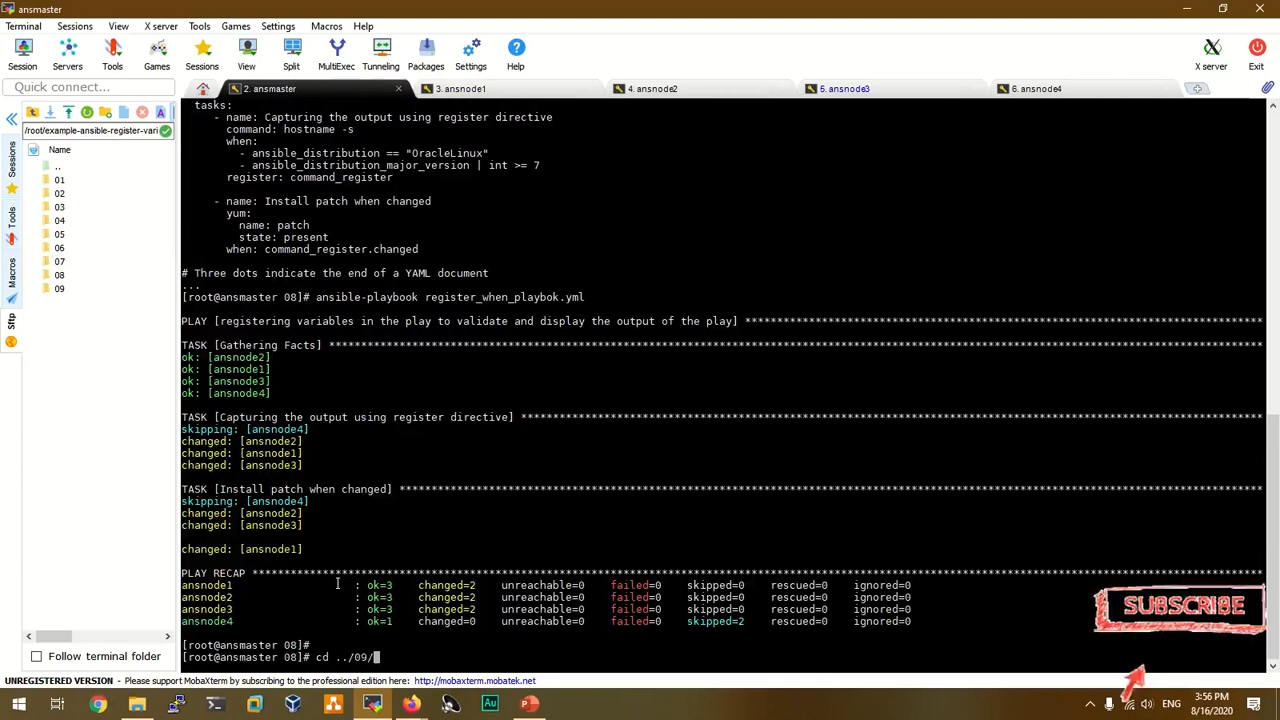 ansmaster
Terminal Sessions View X server Tools Games Settings Macros Help
Session Servers Tools Games Sessions View Split MultiExec Tunneling Packages Settings Help X server Exit
Quick connect...
2. ansmaster 3. ansnode1 4. ansnode2 5. ansnode3 6. ansnode4
/root/example-ansible-register-vari
Name
..
01
02
03
04
05
06
07
08
09
Sessions
Tools
Macros
Sftp
tasks:
- name: Capturing the output using register directive
command: hostname -s
when:
- ansible_distribution == "OracleLinux"
- ansible_distribution_major_version | int >= 7
register: command_register
- name: Install patch when changed
yum:
name: patch
state: present
when: command_register.changed
# Three dots indicate the end of a YAML document
...
[root@ansmaster 08]# ansible-playbook register_when_playbok.yml
PLAY [registering variables in the play to validate and display the output of the play] *********************************************************************************
TASK [Gathering Facts] *********************************************************************************
ok: [ansnode2]
ok: [ansnode1]
ok: [ansnode3]
ok: [ansnode4]
TASK [Capturing the output using register directive] *********************************************************************************
skipping: [ansnode4]
changed: [ansnode2]
changed: [ansnode1]
changed: [ansnode3]
TASK [Install patch when changed] *********************************************************************************
skipping: [ansnode4]
changed: [ansnode2]
changed: [ansnode3]
changed: [ansnode1]
PLAY RECAP *********************************************************************************
ansnode1 : ok=3 changed=2 unreachable=0 failed=0 skipped=0 rescued=0 ignored=0
ansnode2 : ok=3 changed=2 unreachable=0 failed=0 skipped=0 rescued=0 ignored=0
ansnode3 : ok=3 changed=2 unreachable=0 failed=0 skipped=0 rescued=0 ignored=0
ansnode4 : ok=1 changed=0 unreachable=0 failed=0 skipped=2 rescued=0 ignored=0
[root@ansmaster 08]#
[root@ansmaster 08]# cd ../09/
SUBSCRIBE
Follow terminal folder
UNREGISTERED VERSION - Please support MobaXterm by subscribing to the professional edition here: http://mobaxterm.mobatek.net
Au
ENG
3:56 PM
8/16/2020